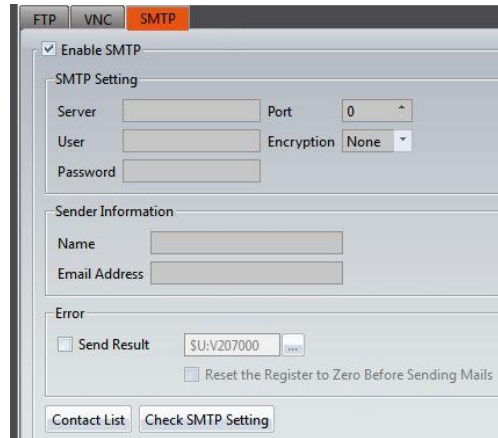 FTP VNC SMTP
Enable SMTP
SMTP Setting
Server Port 0
User Encryption None
Password
Sender Information
Name
Email Address
Error
Send Result $U:V207000 ...
Reset the Register to Zero Before Sending Mails
Contact List Check SMTP Setting